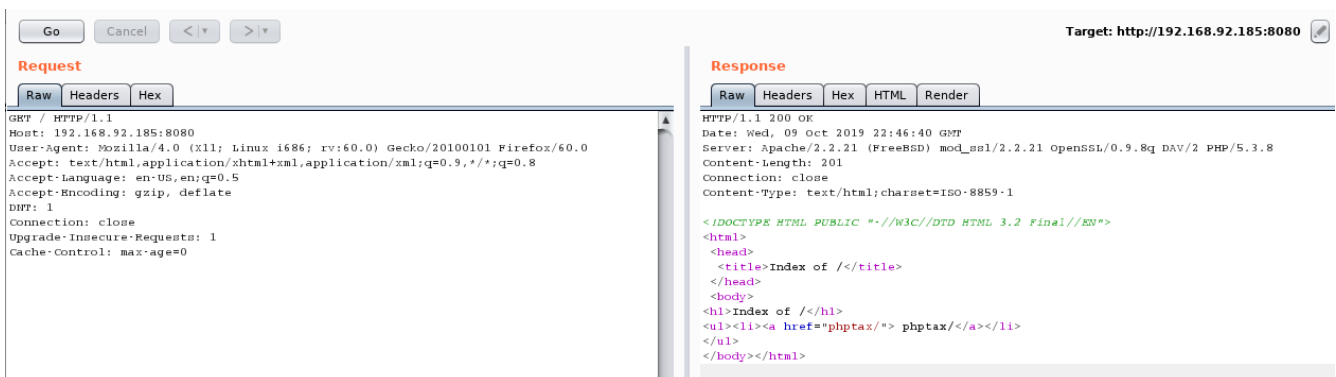 Go Cancel < > Target: http://192.168.92.185:8080
Request
Raw Headers Hex
GET / HTTP/1.1
Host: 192.168.92.185:8080
User-Agent: Mozilla/4.0 (X11; Linux i686; rv:60.0) Gecko/20100101 Firefox/60.0
Accept: text/html,application/xhtml+xml,application/xml;q=0.9,*/*;q=0.8
Accept-Language: en-US,en;q=0.5
Accept-Encoding: gzip, deflate
DNT: 1
Connection: close
Upgrade-Insecure-Requests: 1
Cache-Control: max-age=0
Response
Raw Headers Hex HTML Render
HTTP/1.1 200 OK
Date: Wed, 09 Oct 2019 22:46:40 GMT
Server: Apache/2.2.21 (FreeBSD) mod_ssl/2.2.21 OpenSSL/0.9.8q DAV/2 PHP/5.3.8
Content-Length: 201
Connection: close
Content-Type: text/html;charset=ISO-8859-1
<!DOCTYPE HTML PUBLIC "-//W3C//DTD HTML 3.2 Final//EN">
<html>
<head>
<title>Index of /</title>
</head>
<body>
<h1>Index of /</h1>
<ul><li><a href="phptax/"> phptax/</a></li>
</ul>
</body></html>